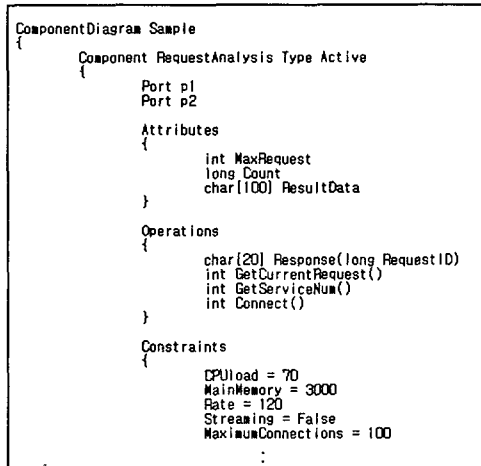 ComponentDiagram Sample
{
Component RequestAnalysis Type Active
{
Port p1
Port p2
Attributes
{
int MaxRequest
long Count
char[100] ResultData
}
Operations
{
char[20] Response(long RequestID)
int GetCurrentRequest()
int GetServiceNum()
int Connect()
}
Constraints
{
CPUload = 70
MainMemory = 3000
Rate = 120
Streaming = False
MaximumConnections = 100
: